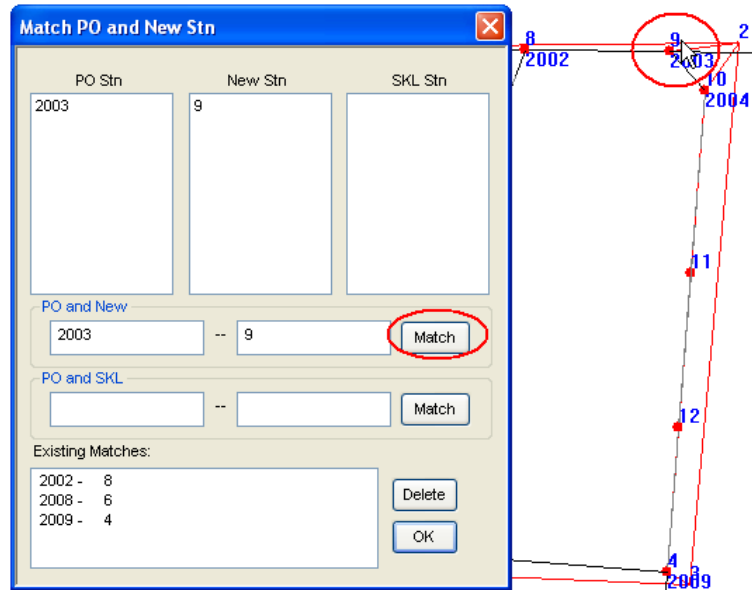 Match PO and New Stn
PO Stn New Stn SKL Stn
2003 9
PO and New
2003 -- 9 Match
PO and SKL
-- Match
Existing Matches:
2002 - 8
2008 - 6
2009 - 4
Delete
OK
8
2002
9
2003
2
10
2004
11
12
4 3
2009